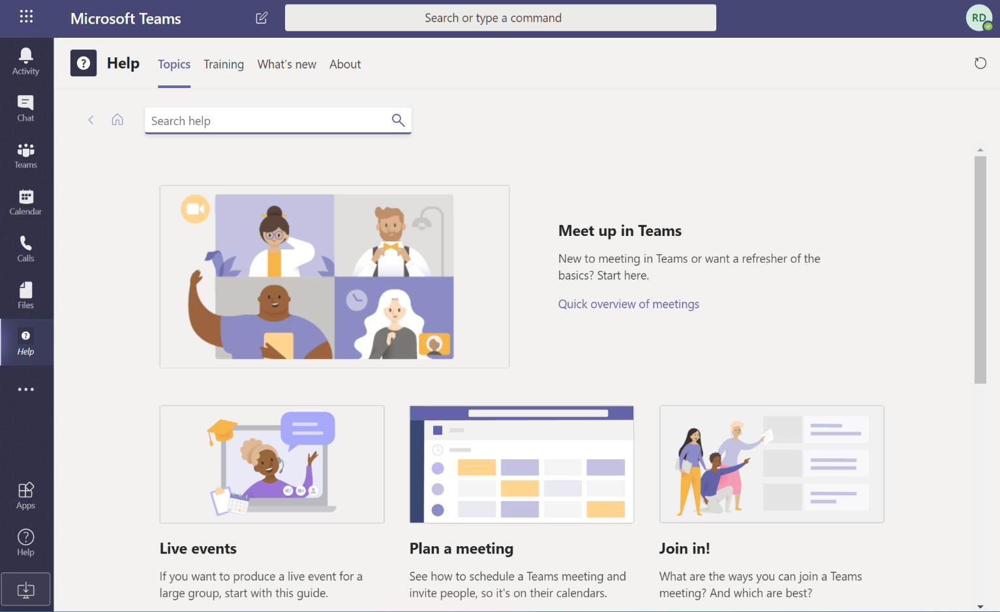 Microsoft Teams
Search or type a command
RD
Activity
Chat
Teams
Calendar
Calls
Files
Help
Apps
Help
Help
Topics
Training
What's new
About
Search help
Meet up in Teams
New to meeting in Teams or want a refresher of the
basics? Start here.
Quick overview of meetings
Live events
If you want to produce a live event for a
large group, start with this guide.
Plan a meeting
See how to schedule a Teams meeting and
invite people, so it's on their calendars.
Join in!
What are the ways you can join a Teams
meeting? And which are best?